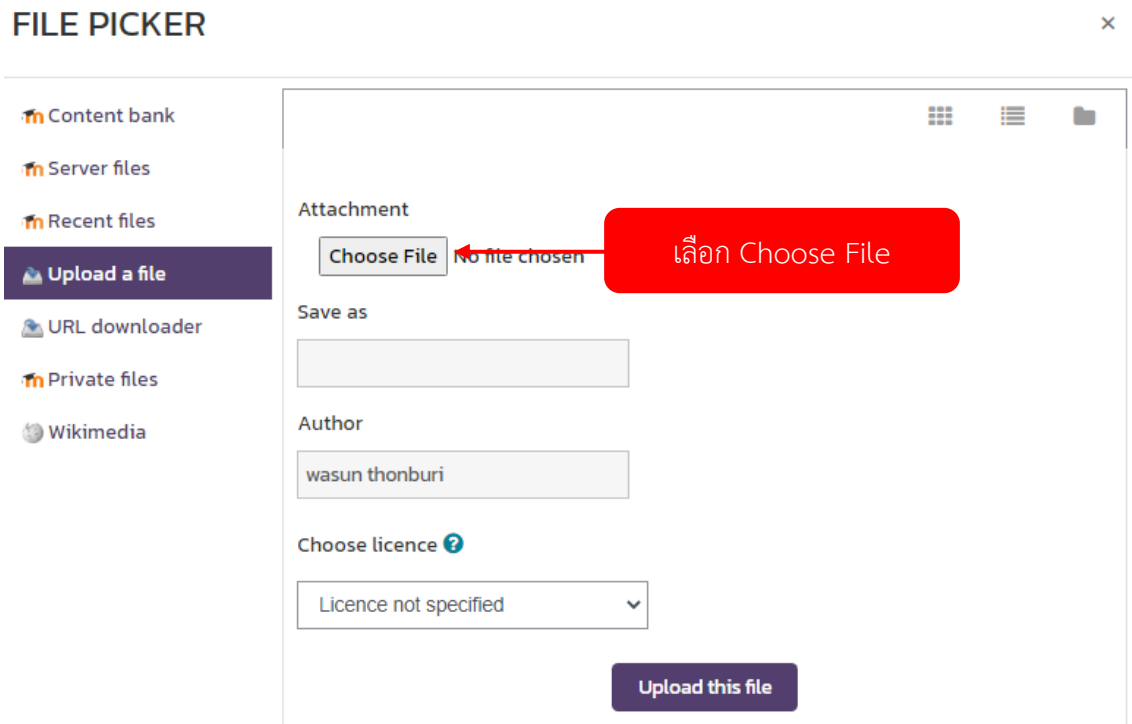 FILE PICKER
×
Content bank
Server files
Recent files
Upload a file
URL downloader
Private files
Wikimedia
Attachment
Choose File No file chosen
เลือก Choose File
Save as
Author
wasun thonburi
Choose licence ?
Licence not specified
Upload this file